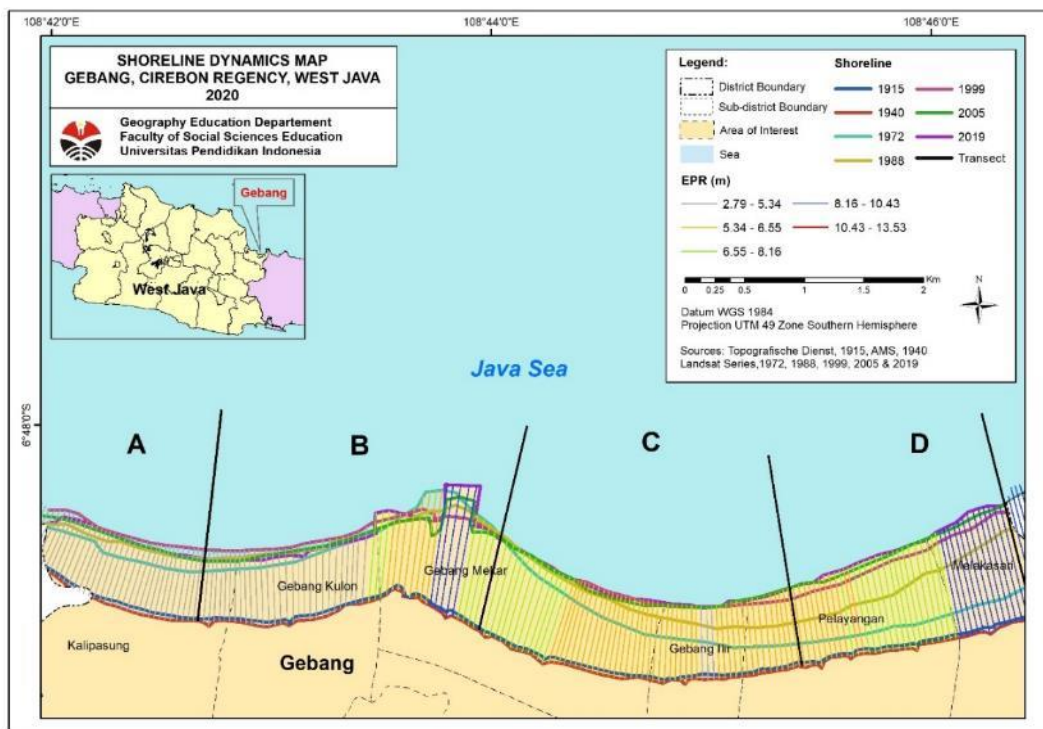 108°42'0"E
108°44'0"E
108°46'0"E
SHORELINE DYNAMICS MAP
GEBANG, CIREBON REGENCY, WEST JAVA
2020
Geography Education Departement
Faculty of Social Sciences Education
Universitas Pendidikan Indonesia
Gebang
West Java
Legend:
District Boundary
Sub-district Boundary
Area of Interest
Sea
Shoreline
1915
1940
1972
1988
1999
2005
2019
Transect
EPR (m)
2.79 - 5.34
5.34 - 6.55
6.55 - 8.16
8.16 - 10.43
10.43 - 13.53
Km
0 0.25 0.5 1 1.5 2
N
Datum WGS 1984
Projection UTM 49 Zone Southern Hemisphere
Sources: Topografische Dienst, 1915, AMS, 1940
Landsat Series,1972, 1988, 1999, 2005 & 2019
Java Sea
6°48'0"S
A
B
C
D
Gebang Kulon
Gebang Mekar
Melakasari
Pelayangan
Gebang Ilir
Kalipasung
Gebang